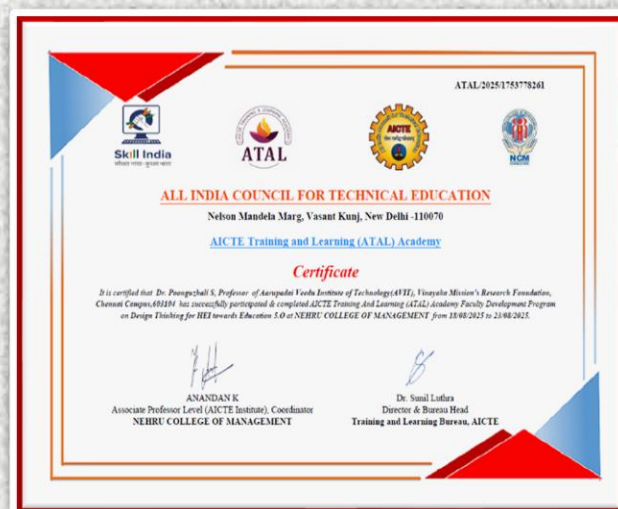 ATAL/2025/1753778261
Skill India
कौशल भारत - कुशल भारत
ATAL
AICTE
NCM
ALL INDIA COUNCIL FOR TECHNICAL EDUCATION
Nelson Mandela Marg, Vasant Kunj, New Delhi -110070
AICTE Training and Learning (ATAL) Academy
Certificate
It is certified that Dr. Poonguzhali S, Professor of Aarupadai Veedu Institute of Technology(AVIT), Vinayaka Mission's Research Foundation,
Chennai Campus,603104 has successfully participated & completed AICTE Training And Learning (ATAL) Academy Faculty Development Program
on Design Thinking for HEI towards Education 5.O at NEHRU COLLEGE OF MANAGEMENT from 18/08/2025 to 23/08/2025.
ANANDAN K
Associate Professor Level (AICTE Institute), Coordinator
NEHRU COLLEGE OF MANAGEMENT
Dr. Sunil Luthra
Director & Bureau Head
Training and Learning Bureau, AICTE